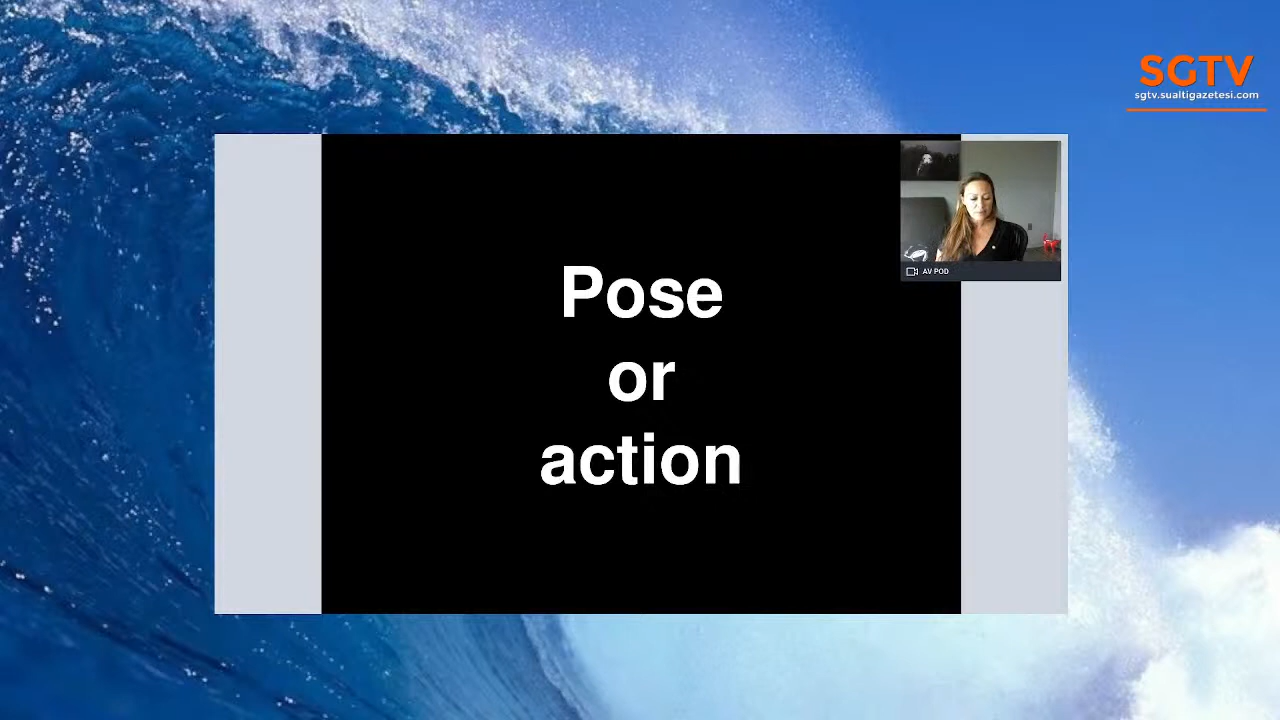 SGTV
sgtv.sualtigazetesi.com
Pose
or
action
AV POD